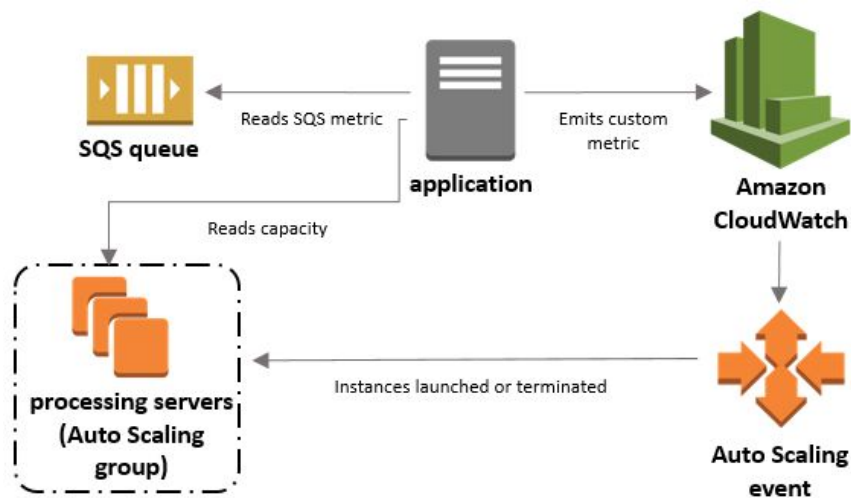 Reads SQS metric
Emits custom
metric
SQS queue
application
Amazon
CloudWatch
Reads capacity
Instances launched or terminated
processing servers
(Auto Scaling
group)
Auto Scaling
event